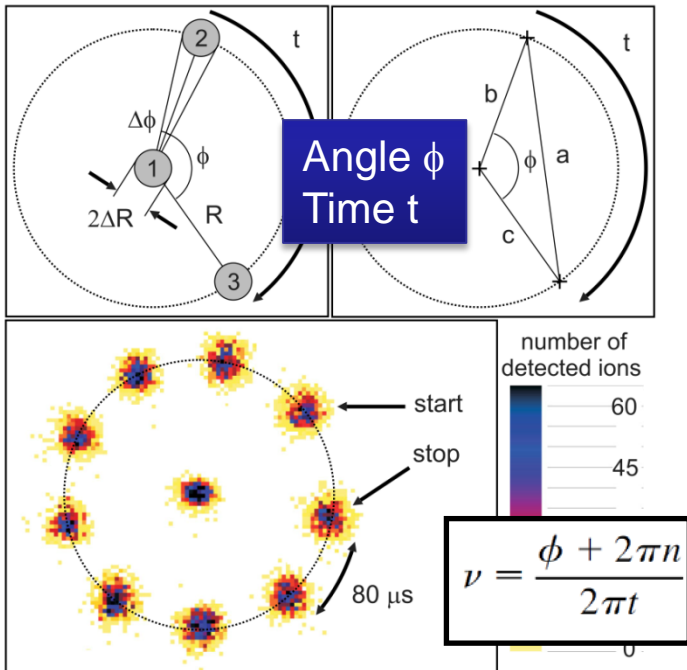 2
t
Δϕ
1
ϕ
2ΔR
R
3
t
b
ϕ
a
c
Angle ϕ
Time t
number of
detected ions
60
45
0
start
stop
80 μs
ν = (ϕ + 2πn) / (2πt)